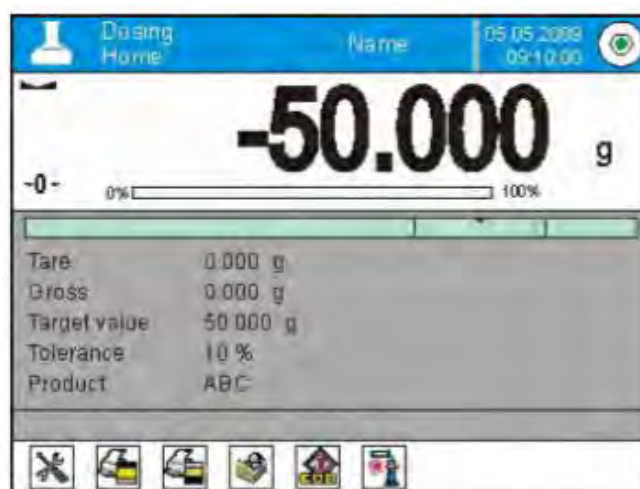 Dosing Name 05.05.2009
Home 09:10:00
-50.000 g
-0- 0% 100%
Tare 0.000 g
Gross 0.000 g
Target value 50.000 g
Tolerance 10 %
Product ABC